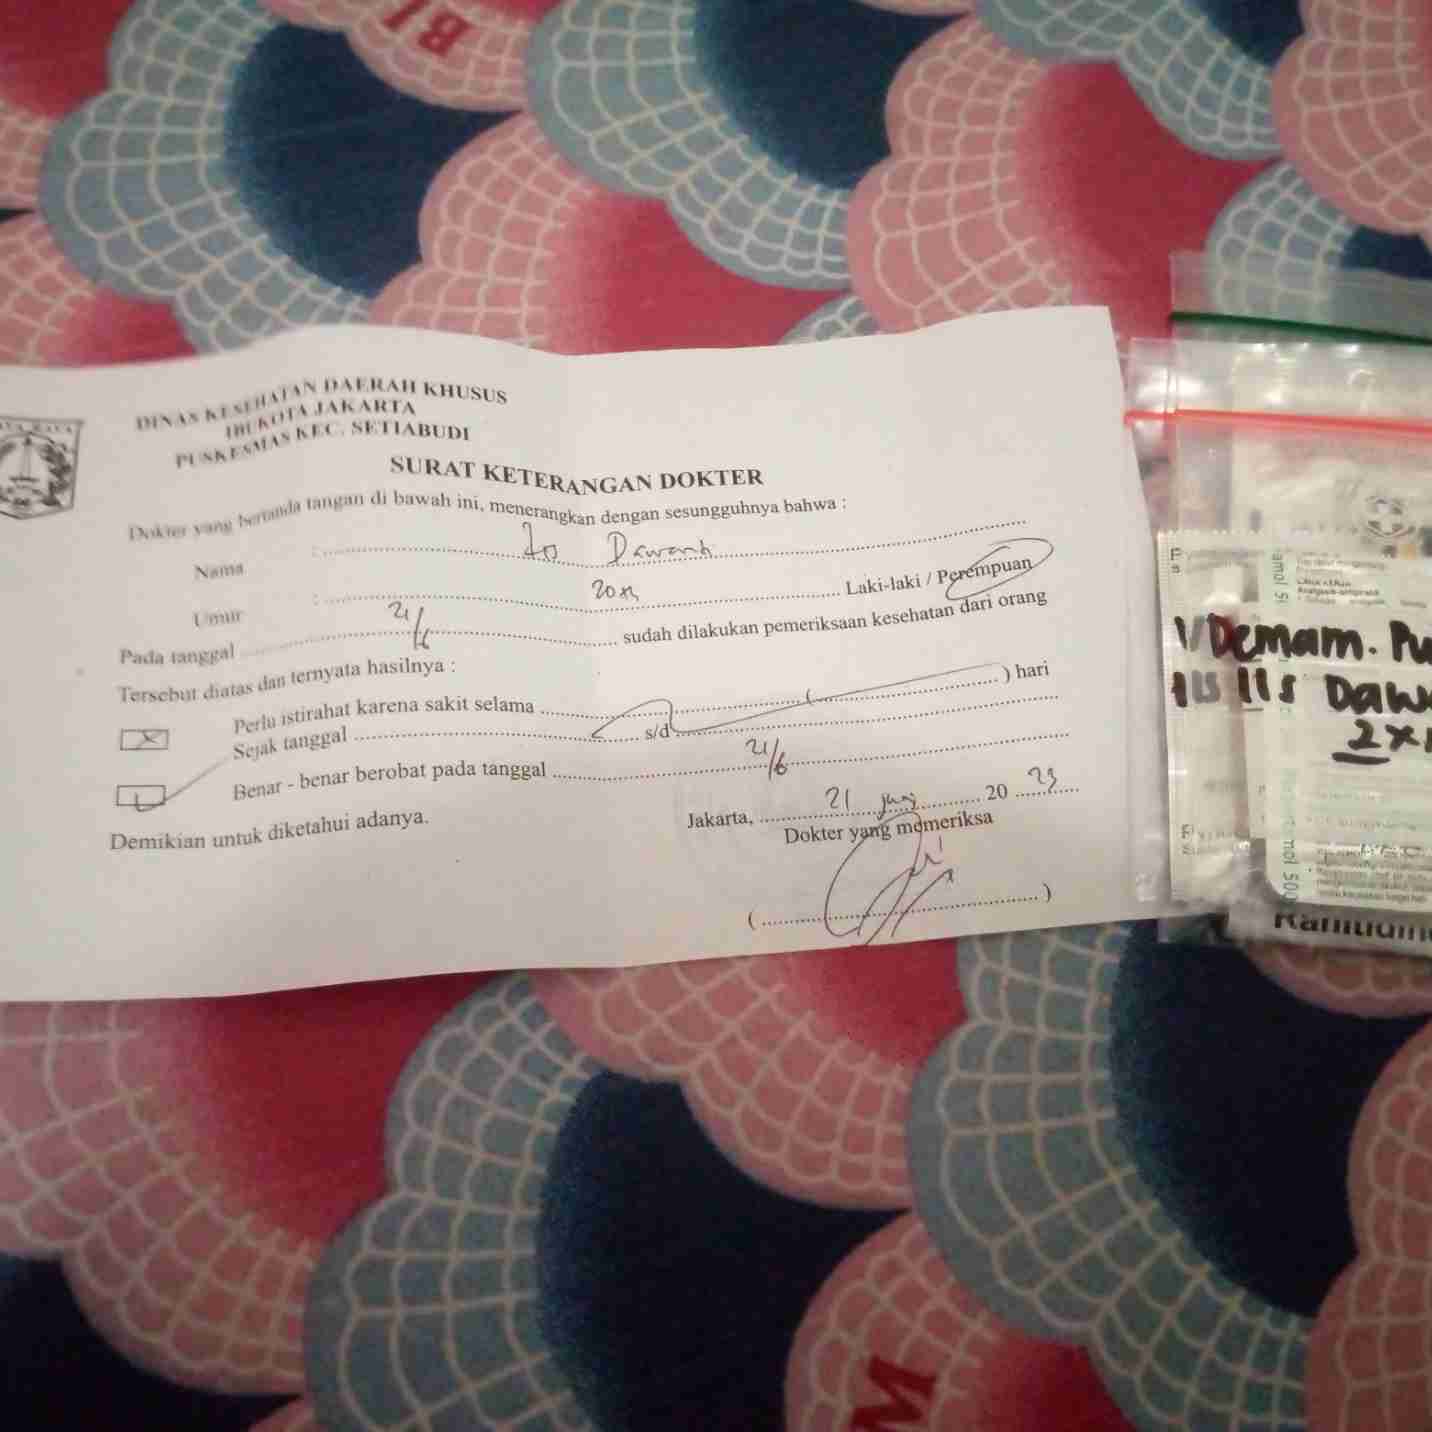 BI
DINAS KESEHATAN DAERAH KHUSUS
IBUKOTA JAKARTA
PUSKESMAS KEC. SETIABUDI
SURAT KETERANGAN DOKTER
Dokter yang bertanda tangan di bawah ini, menerangkan dengan sesungguhnya bahwa :
Nama : Dawanti
Umur : 20 th Laki-laki / Perempuan
Pada tanggal 21/6 sudah dilakukan pemeriksaan kesehatan dari orang
Tersebut diatas dan ternyata hasilnya :
Perlu istirahat karena sakit selama ( ) hari
Sejak tanggal s/d
Benar - benar berobat pada tanggal 21/6
Demikian untuk diketahui adanya.
Jakarta, 21 juni 20 23
Dokter yang memeriksa
( )
Demam. Pu
Daw
2x
M